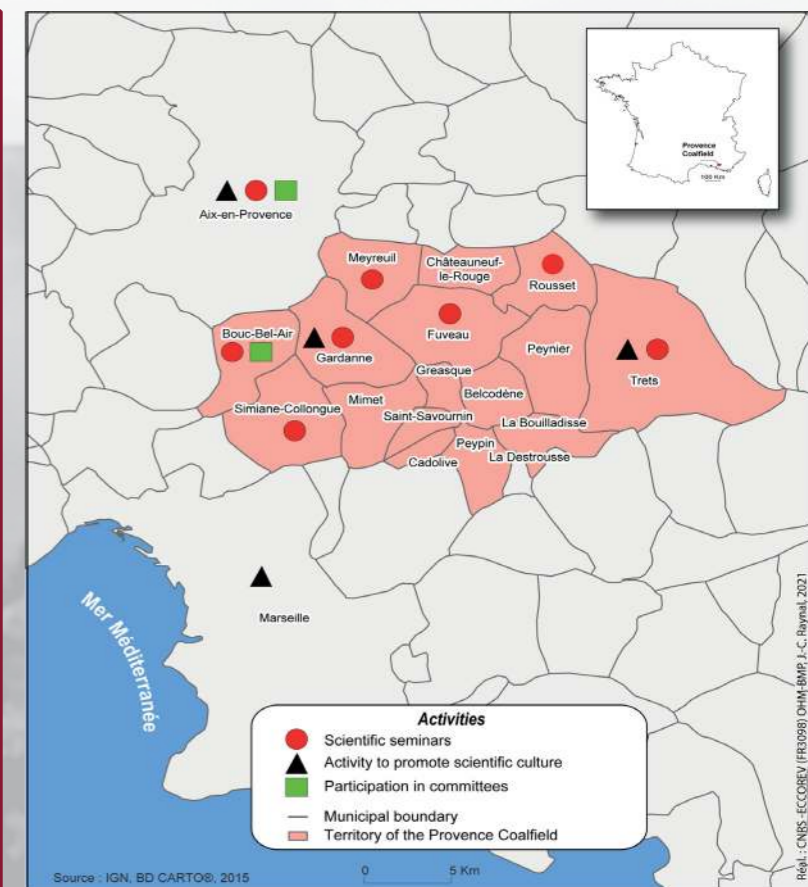 Provence
Coalfield
100 Km
Aix-en-Provence
Meyreuil
Châteauneuf-
le-Rouge
Rousset
Bouc-Bel-Air
Gardanne
Fuveau
Peynier
Trets
Greasque
Mimet
Belcodène
Simiane-Collongue
Saint-Savournin
La Bouilladisse
Peypin
Cadolive
La Destrousse
Marseille
Mer Méditerranée
Activities
Scientific seminars
Activity to promote scientific culture
Participation in committees
Municipal boundary
Territory of the Provence Coalfield
Source : IGN, BD CARTO®, 2015
0 5 Km
Réal. : CNRS -ECCOREV (FR3098) OHM-BMP, J.-C. Raynal, 2021